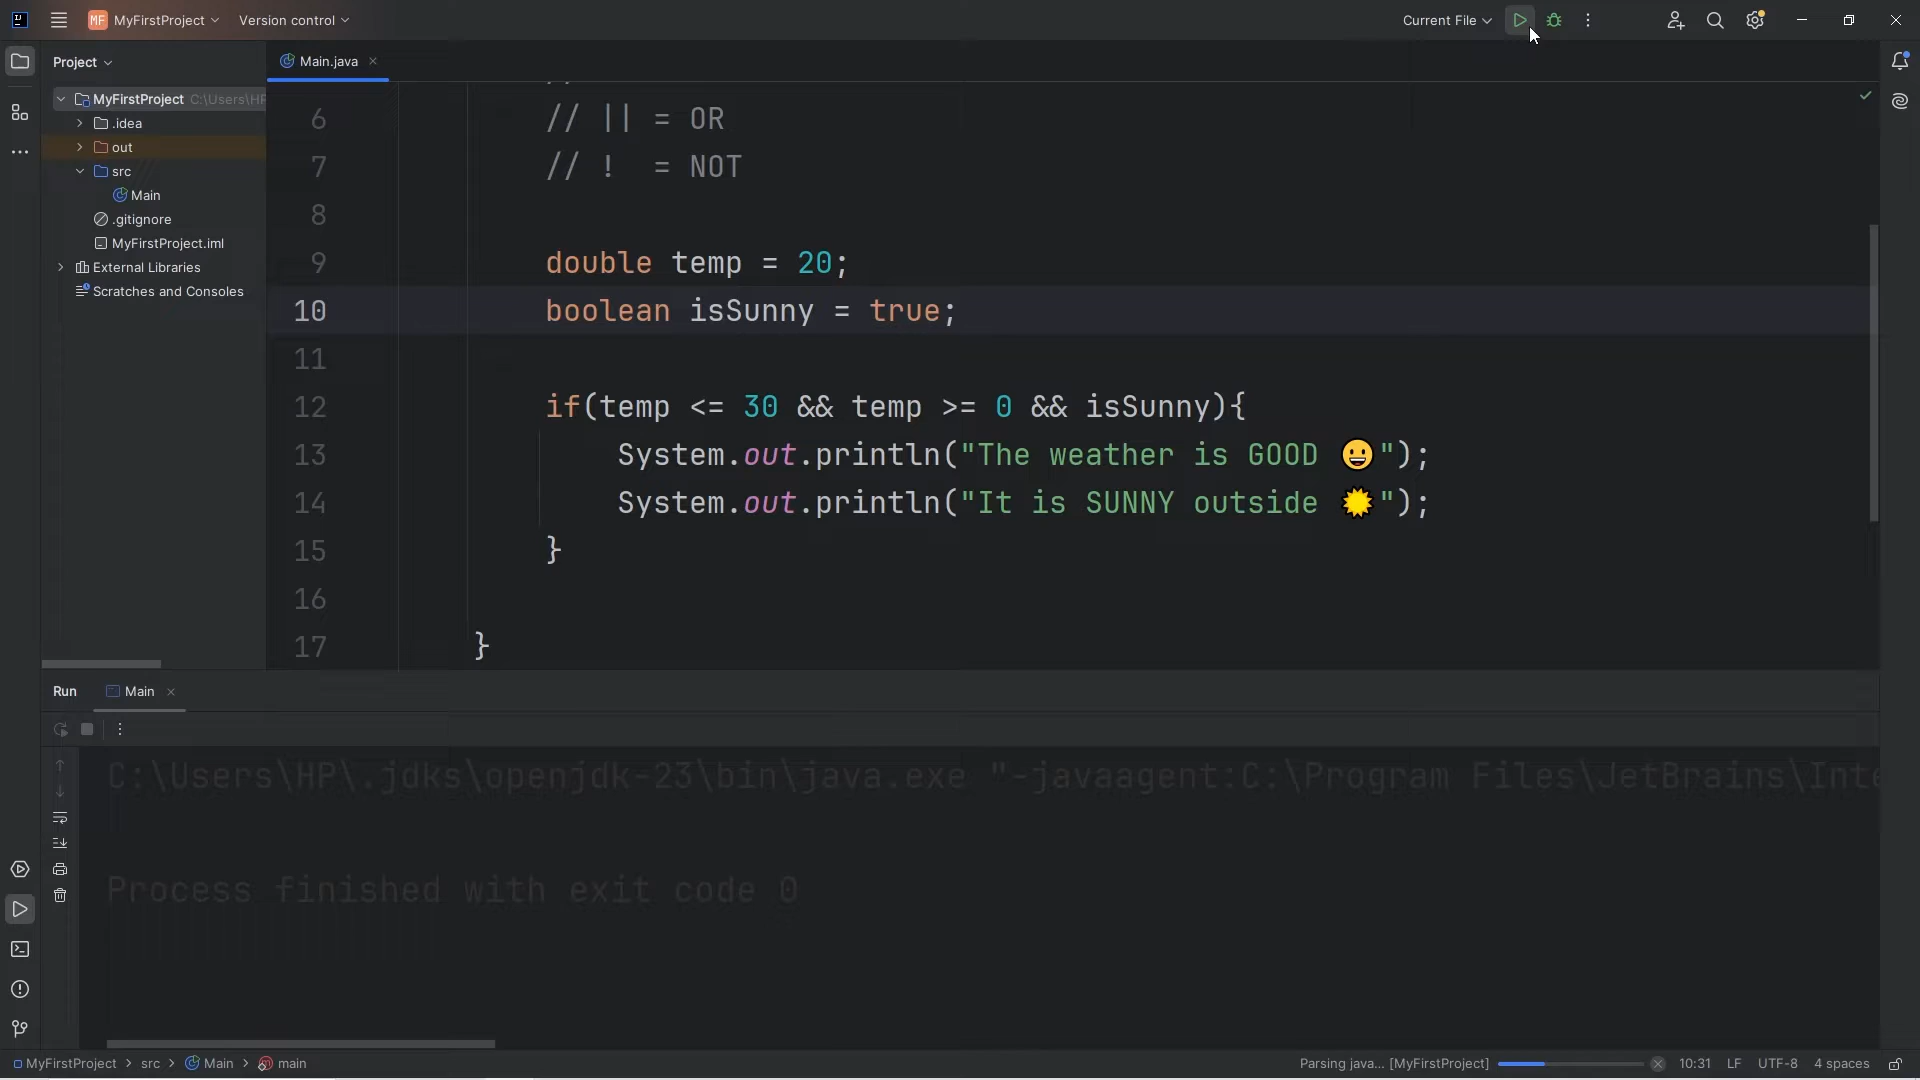 MF MyFirstProject Version control Current File
Project
Main.java
MyFirstProject C:\Users\HP
.idea
out
src
Main
.gitignore
MyFirstProject.iml
External Libraries
Scratches and Consoles
6 // || = OR
7 // ! = NOT
8
9 double temp = 20;
10 boolean isSunny = true;
11
12 if(temp <= 30 && temp >= 0 && isSunny){
13 System.out.println("The weather is GOOD 😀");
14 System.out.println("It is SUNNY outside ☀");
15 }
16
17 }
Run Main
C:\Users\HP\.jdks\openjdk-23\bin\java.exe "-javaagent:C:\Program Files\JetBrains\Inte
Process finished with exit code 0
MyFirstProject > src > Main > main Parsing java... [MyFirstProject] 10:31 LF UTF-8 4 spaces